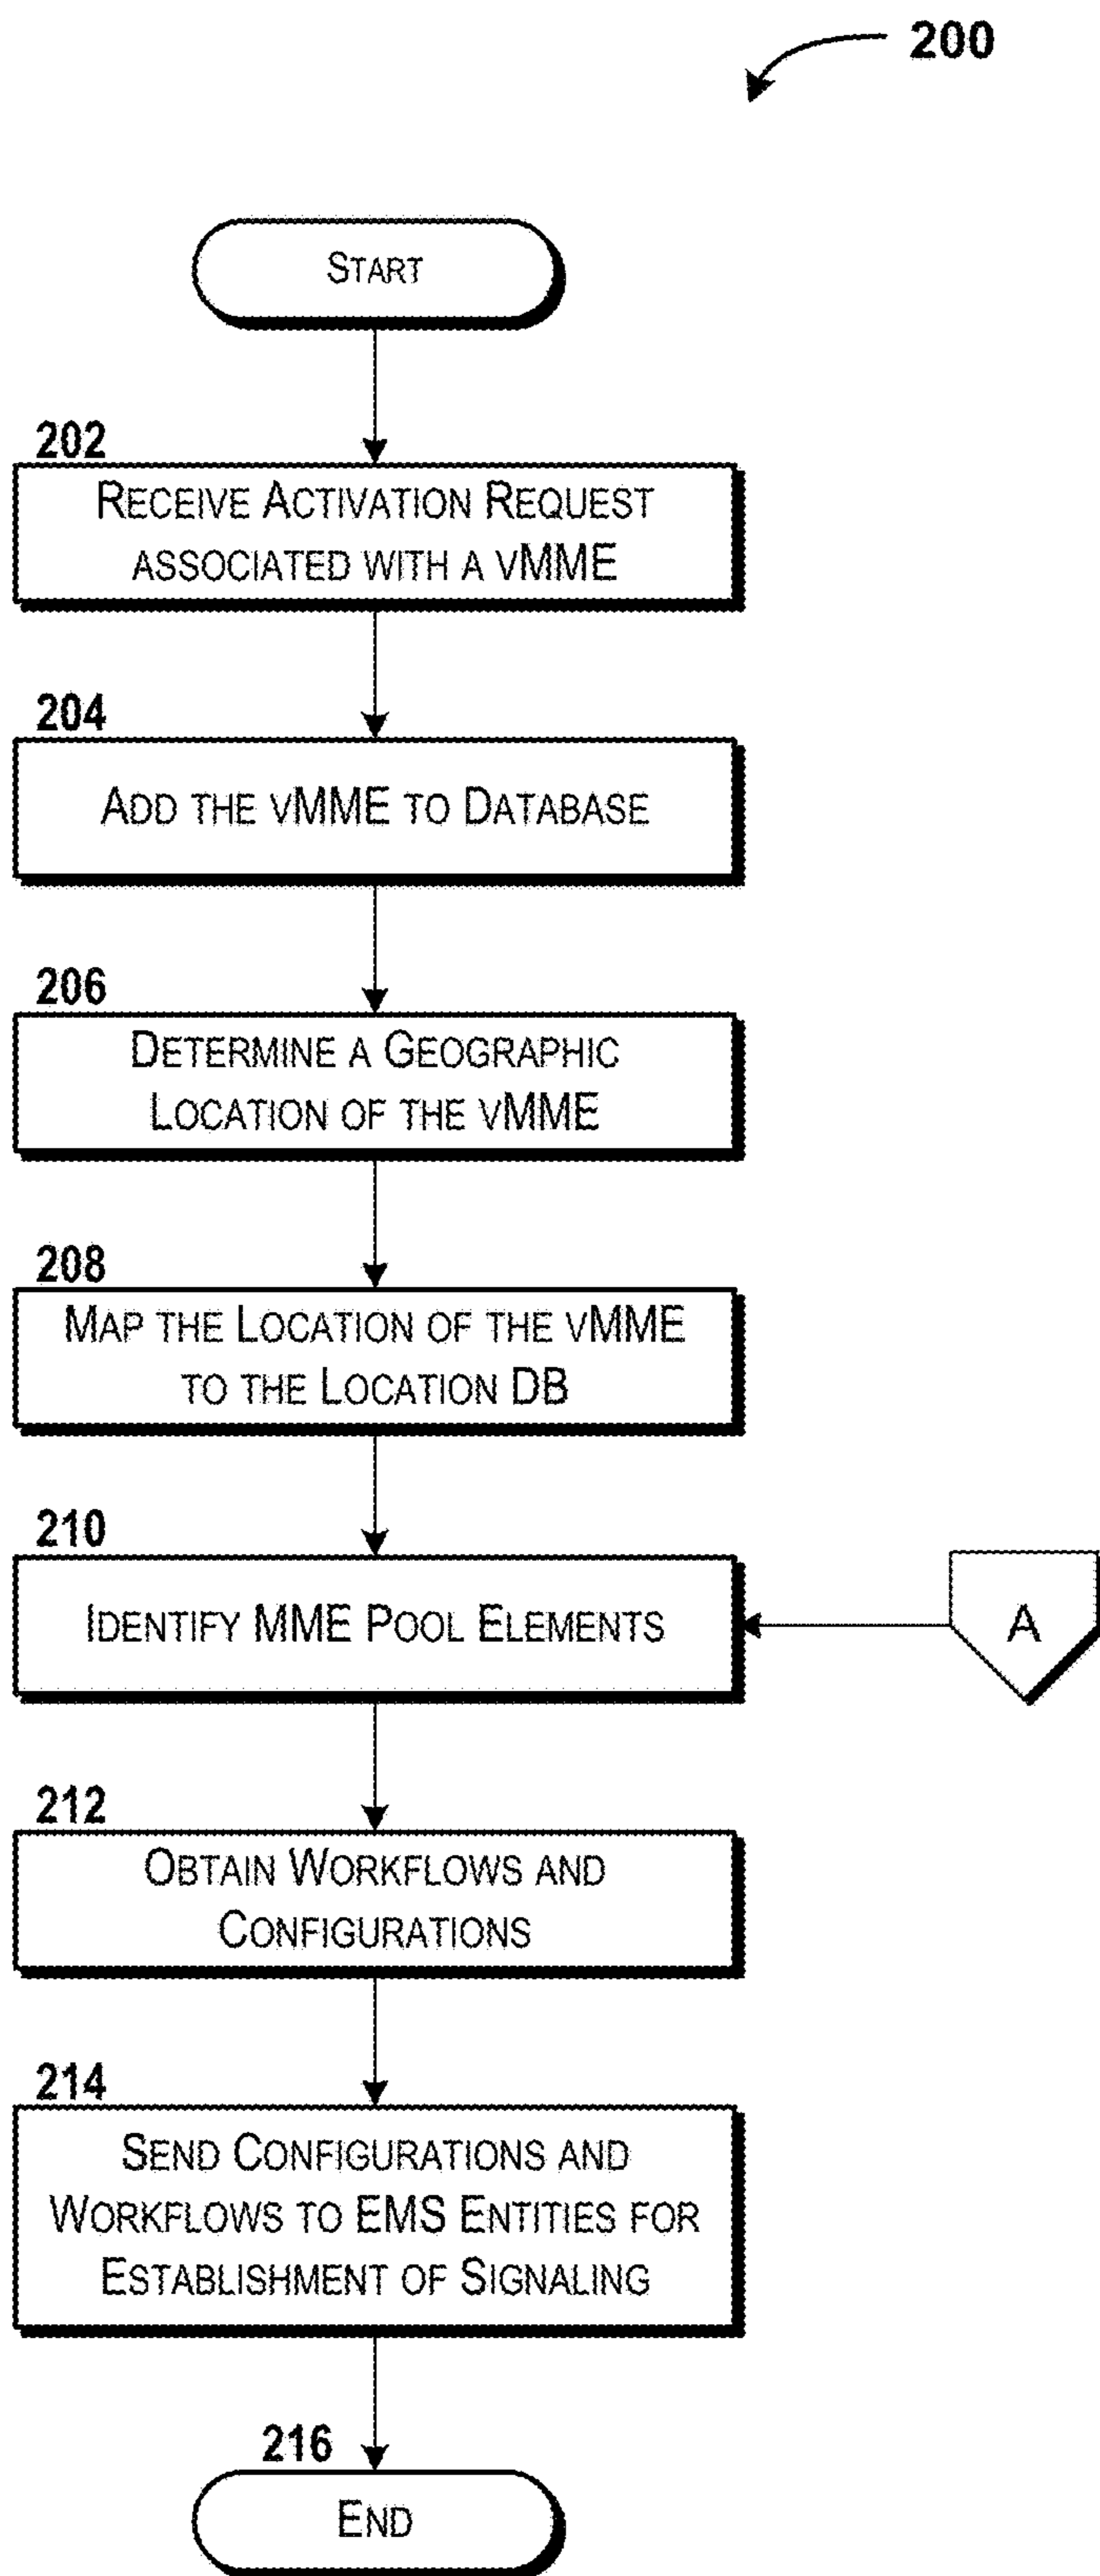 200
START
202
RECEIVE ACTIVATION REQUEST
ASSOCIATED WITH A VMME
204
ADD THE VMME TO DATABASE
206
DETERMINE A GEOGRAPHIC
LOCATION OF THE VMME
208
MAP THE LOCATION OF THE VMME
TO THE LOCATION DB
210
IDENTIFY MME POOL ELEMENTS
A
212
OBTAIN WORKFLOWS AND
CONFIGURATIONS
214
SEND CONFIGURATIONS AND
WORKFLOWS TO EMS ENTITIES FOR
ESTABLISHMENT OF SIGNALING
216
END